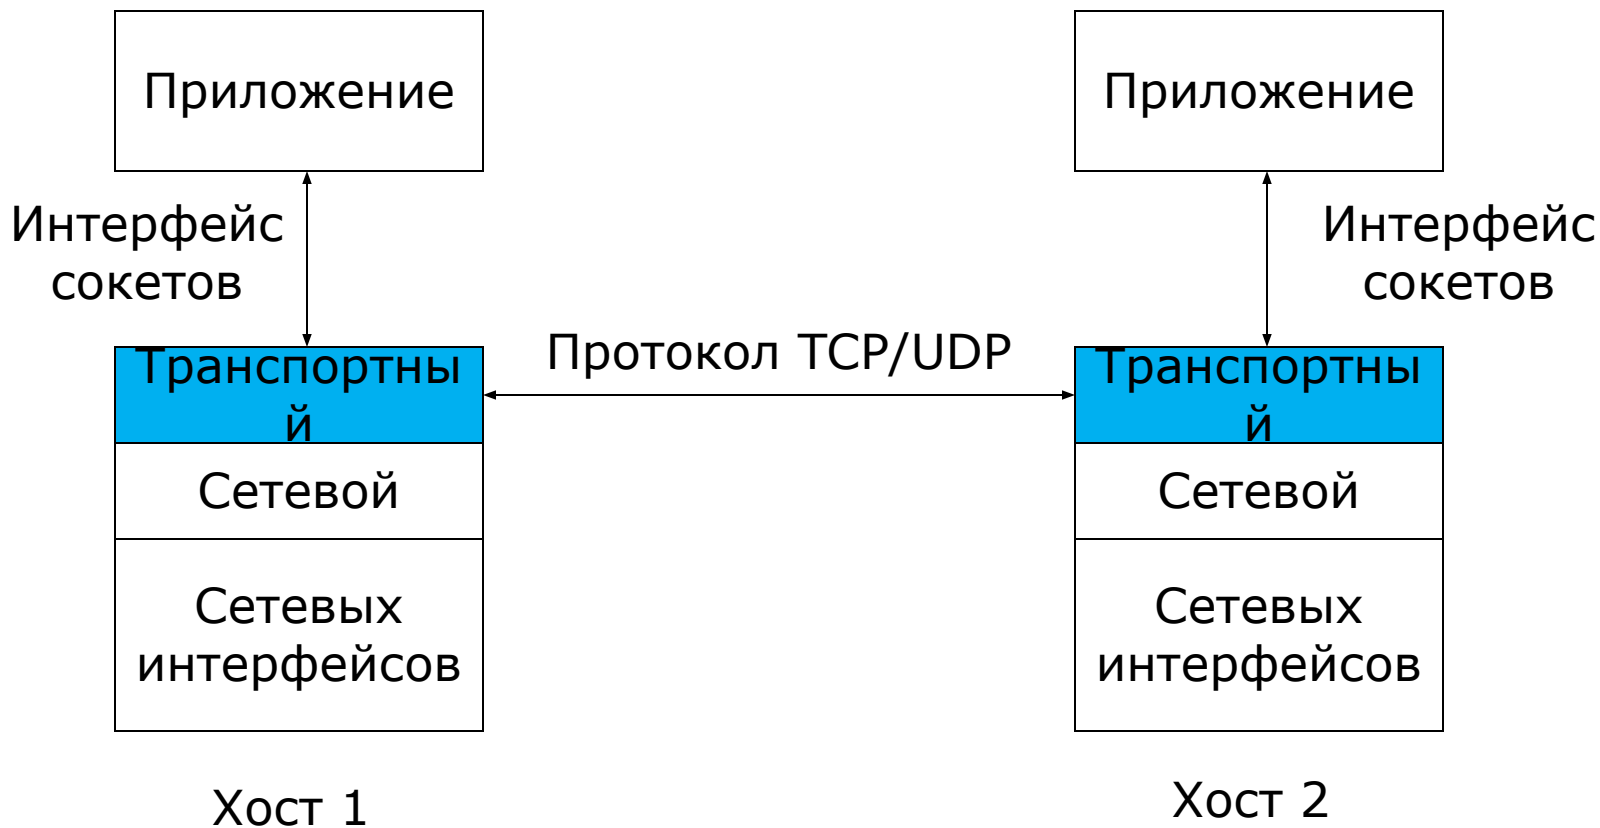 Приложение
Приложение
Интерфейс
сокетов
Интерфейс
сокетов
Протокол TCP/UDP
Транспортны
й
Транспортны
й
Сетевой
Сетевой
Сетевых
интерфейсов
Сетевых
интерфейсов
Хост 1
Хост 2